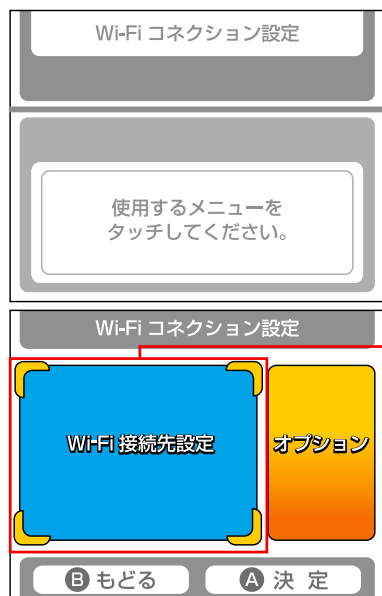 Wi-Fi コネクション設定
使用するメニューを
タッチしてください。
Wi-Fi コネクション設定
Wi-Fi 接続先設定
オプション
B もどる
A 決 定